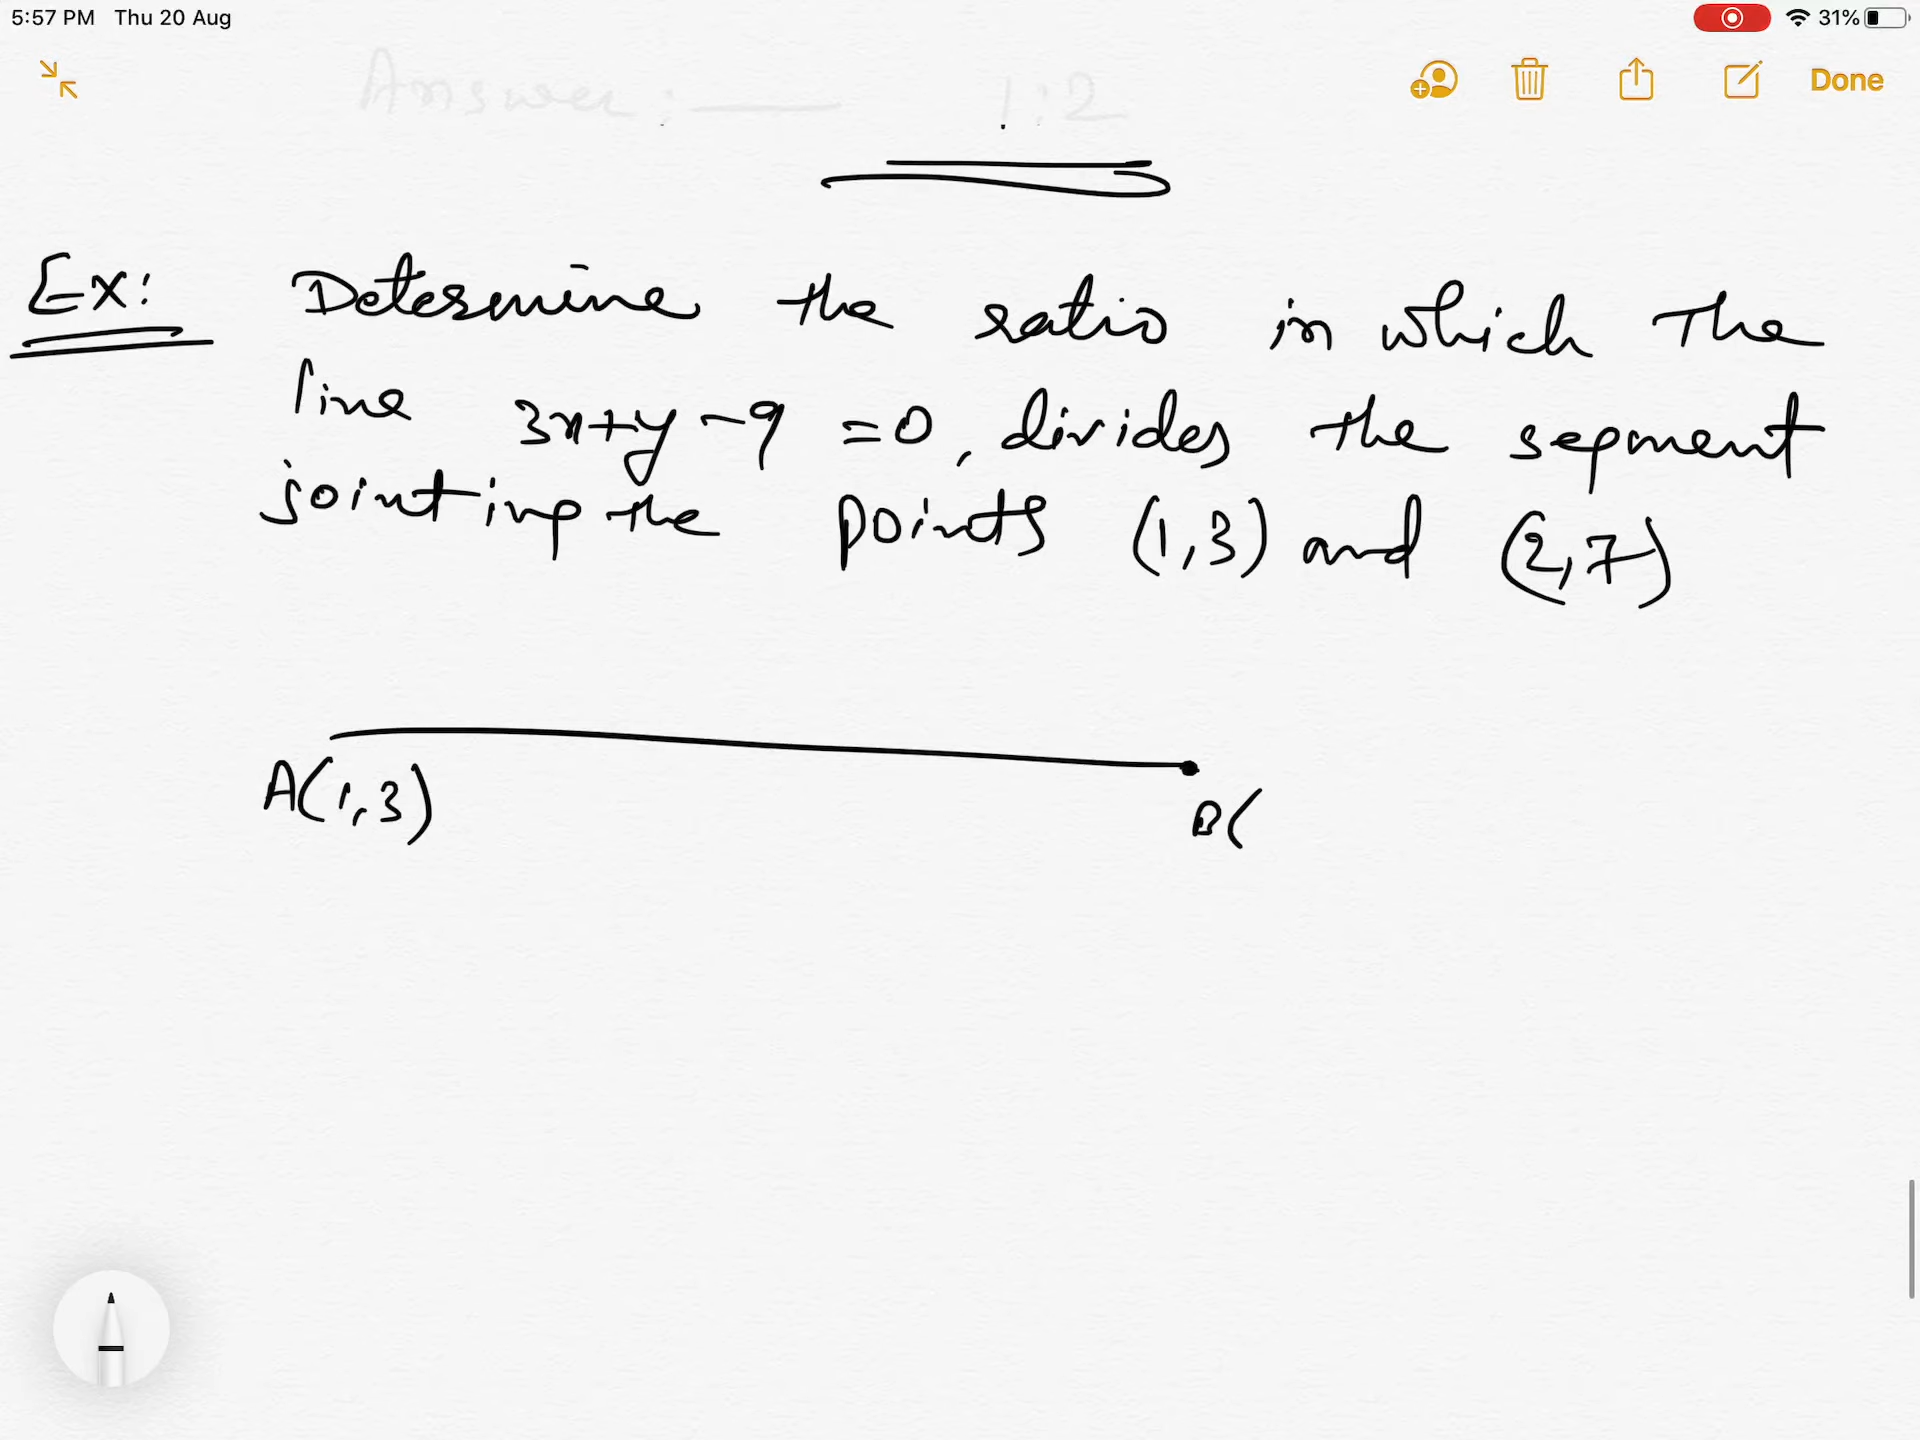 5:57 PM Thu 20 Aug
31%
Answer: 1:2
Done
Ex: Determine the ratio in which the
line 3x+y-9=0, divides the segment
jointing the points (1,3) and (2,7)
A(1,3)
B(